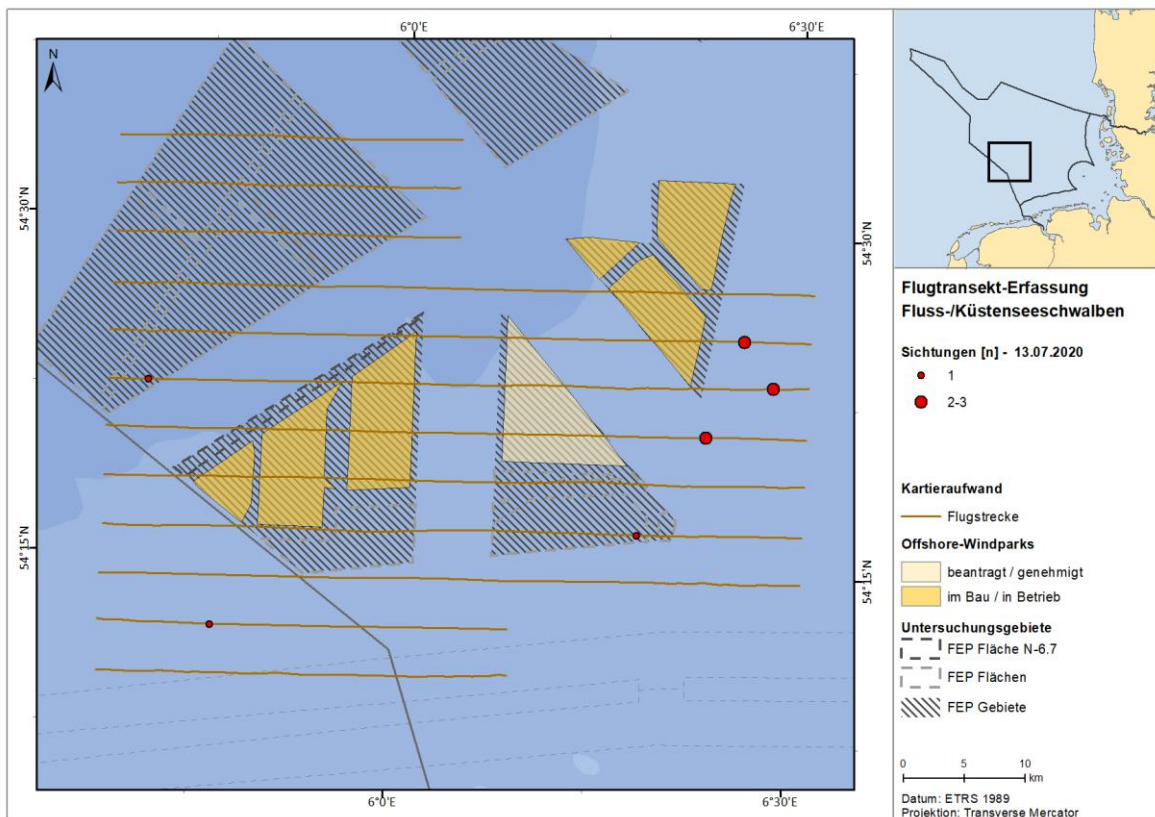 6°0'E
6°30'E
N
54°30'N
54°30'N
54°15'N
54°15'N
6°0'E
6°30'E
Flugtransekt-Erfassung
Fluss-/Küstenseeschwalben
Sichtungen [n] - 13.07.2020
1
2-3
Kartieraufwand
Flugstrecke
Offshore-Windparks
beantragt / genehmigt
im Bau / in Betrieb
Untersuchungsgebiete
FEP Fläche N-6.7
FEP Flächen
FEP Gebiete
0 5 10
km
Datum: ETRS 1989
Projektion: Transverse Mercator